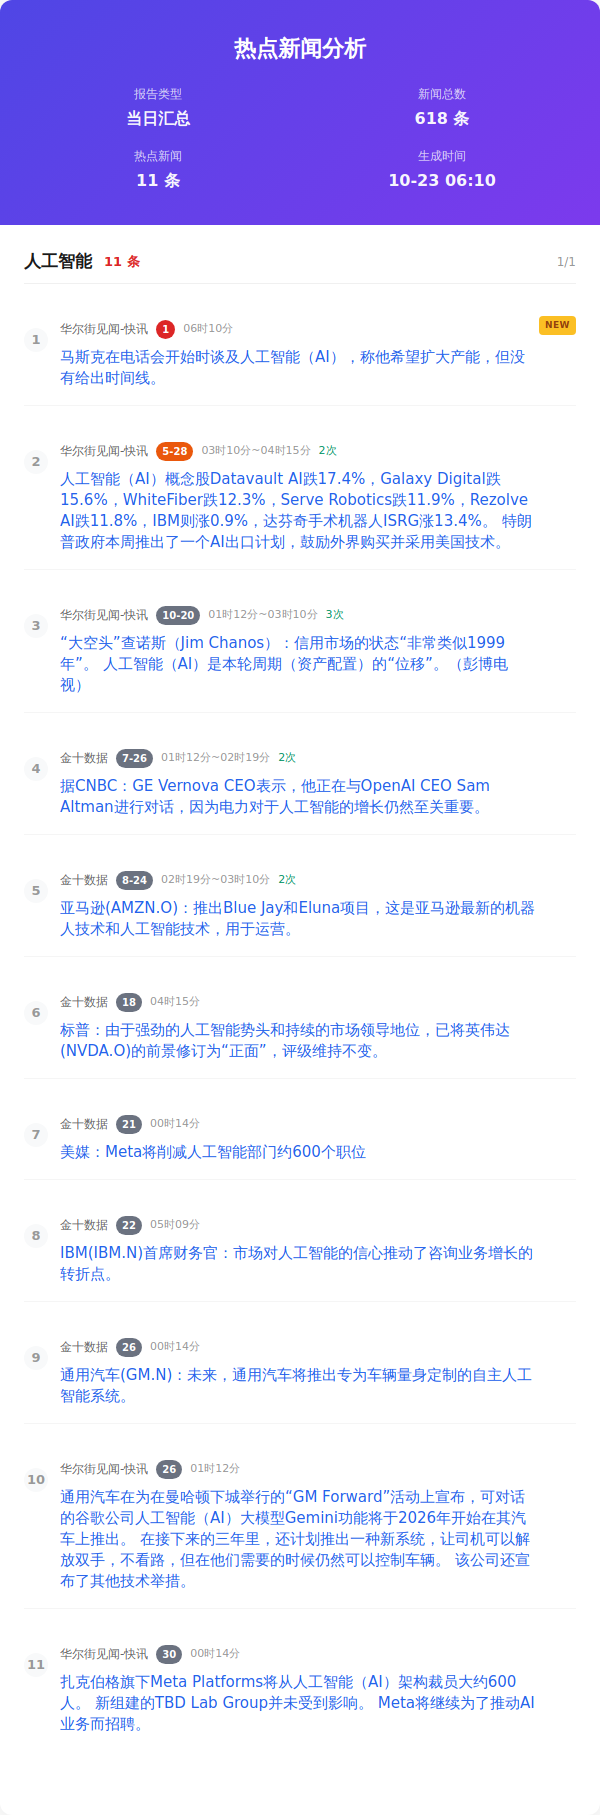 热点新闻分析
报告类型
当日汇总
新闻总数
618 条
热点新闻
11 条
生成时间
10-23 06:10
人工智能 11 条 1/1
1 华尔街见闻-快讯 1 06时10分 NEW
马斯克在电话会开始时谈及人工智能（AI），称他希望扩大产能，但没
有给出时间线。
2 华尔街见闻-快讯 5-28 03时10分~04时15分 2次
人工智能（AI）概念股Datavault AI跌17.4%，Galaxy Digital跌
15.6%，WhiteFiber跌12.3%，Serve Robotics跌11.9%，Rezolve
AI跌11.8%，IBM则涨0.9%，达芬奇手术机器人ISRG涨13.4%。 特朗
普政府本周推出了一个AI出口计划，鼓励外国购买并采用美国技术。
3 华尔街见闻-快讯 10-20 01时12分~03时10分 3次
“大空头”查诺斯（Jim Chanos）：信用市场的状态“非常类似1999
年”。 人工智能（AI）是本轮周期（资产配置）的“位移”。（彭博电
视）
4 金十数据 7-26 01时12分~02时19分 2次
据CNBC：GE Vernova CEO表示，他正在与OpenAI CEO Sam
Altman进行对话，因为电力对于人工智能的增长仍然至关重要。
5 金十数据 8-24 02时19分~03时10分 2次
亚马逊(AMZN.O)：推出Blue Jay和Eluna项目，这是亚马逊最新的机器
人技术和人工智能技术，用于运营。
6 金十数据 18 04时15分
标普：由于强劲的人工智能势头和持续的市场领导地位，已将英伟达
(NVDA.O)的前景修订为“正面”，评级维持不变。
7 金十数据 21 00时14分
美媒：Meta将削减人工智能部门约600个职位
8 金十数据 22 05时09分
IBM(IBM.N)首席财务官：市场对人工智能的信心推动了咨询业务增长的
转折点。
9 金十数据 26 00时14分
通用汽车(GM.N)：未来，通用汽车将推出专为车辆量身定制的自主人工
智能系统。
10 华尔街见闻-快讯 26 01时12分
通用汽车在为在曼哈顿下城举行的“GM Forward”活动上宣布，可对话
的谷歌公司人工智能（AI）大模型Gemini功能将于2026年开始在其汽
车上推出。 在接下来的三年里，还计划推出一种新系统，让司机可以解
放双手，不看路，但在他们需要的时候仍然可以控制车辆。 该公司还宣
布了其他技术举措。
11 华尔街见闻-快讯 30 00时14分
扎克伯格旗下Meta Platforms将从人工智能（AI）架构裁员大约600
人。 新组建的TBD Lab Group并未受到影响。 Meta将继续为了推动AI
业务而招聘。